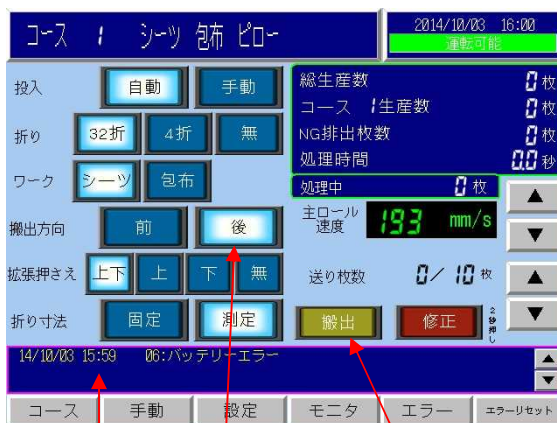 コース 1 シーツ 包布 ピロー
2014/10/03 16:00
運転可能
投入 自動 手動
折り 32折 4折 無
ワーク シーツ 包布
搬出方向 前 後
拡張押さえ 上下 上 下 無
折り寸法 固定 測定
総生産数 0 枚
コース 1生産数 0 枚
NG排出枚数 0 枚
処理時間 0.0 秒
処理中 0 枚
主ロール速度 193 mm/s
送り枚数 0/ 10 枚
搬出 修正 2秒押し
14/10/03 15:59 06:バッテリーエラー
コース 手動 設定 モニタ エラー エラーリセット